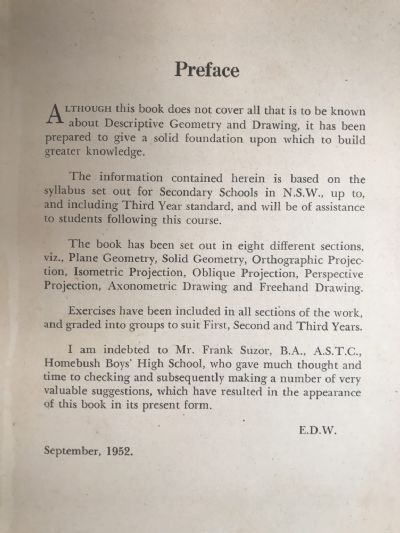 Preface
ALTHOUGH this book does not cover all that is to be known
about Descriptive Geometry and Drawing, it has been
prepared to give a solid foundation upon which to build
greater knowledge.
The information contained herein is based on the
syllabus set out for Secondary Schools in N.S.W., up to,
and including Third Year standard, and will be of assistance
to students following this course.
The book has been set out in eight different sections,
viz., Plane Geometry, Solid Geometry, Orthographic Projec-
tion, Isometric Projection, Oblique Projection, Perspective
Projection, Axonometric Drawing and Freehand Drawing.
Exercises have been included in all sections of the work,
and graded into groups to suit First, Second and Third Years.
I am indebted to Mr. Frank Suzor, B.A., A.S.T.C.,
Homebush Boys' High School, who gave much thought and
time to checking and subsequently making a number of very
valuable suggestions, which have resulted in the appearance
of this book in its present form.
E.D.W.
September, 1952.